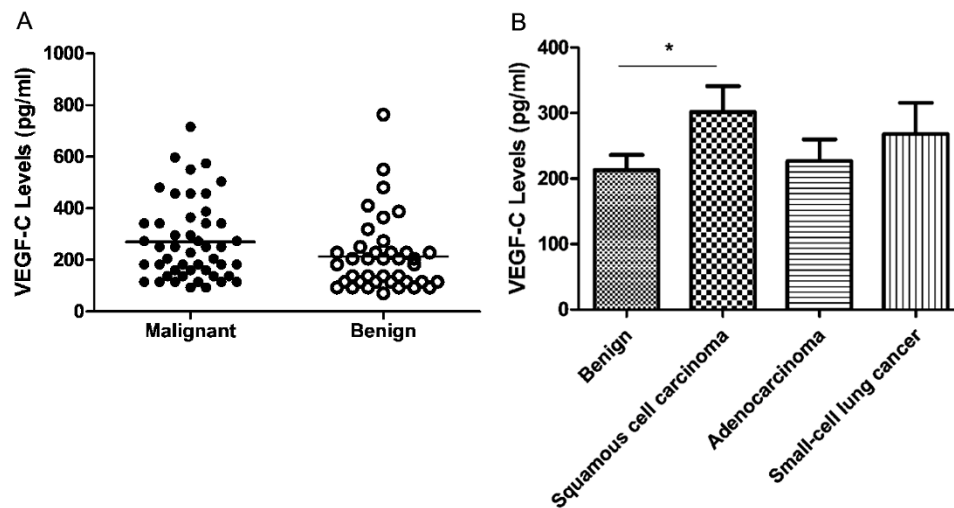 A
VEGF-C Levels (pg/ml)
1000
800
600
400
200
0
Malignant
Benign
B
VEGF-C Levels (pg/ml)
400
300
200
100
0
*
Benign
Squamous cell carcinoma
Adenocarcinoma
Small-cell lung cancer